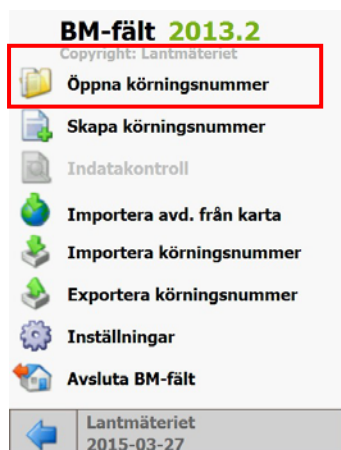 BM-fält 2013.2
Copyright: Lantmäteriet
Öppna körningsnummer
Skapa körningsnummer
Indatakontroll
Importera avd. från karta
Importera körningsnummer
Exportera körningsnummer
Inställningar
Avsluta BM-fält
Lantmäteriet
2015-03-27